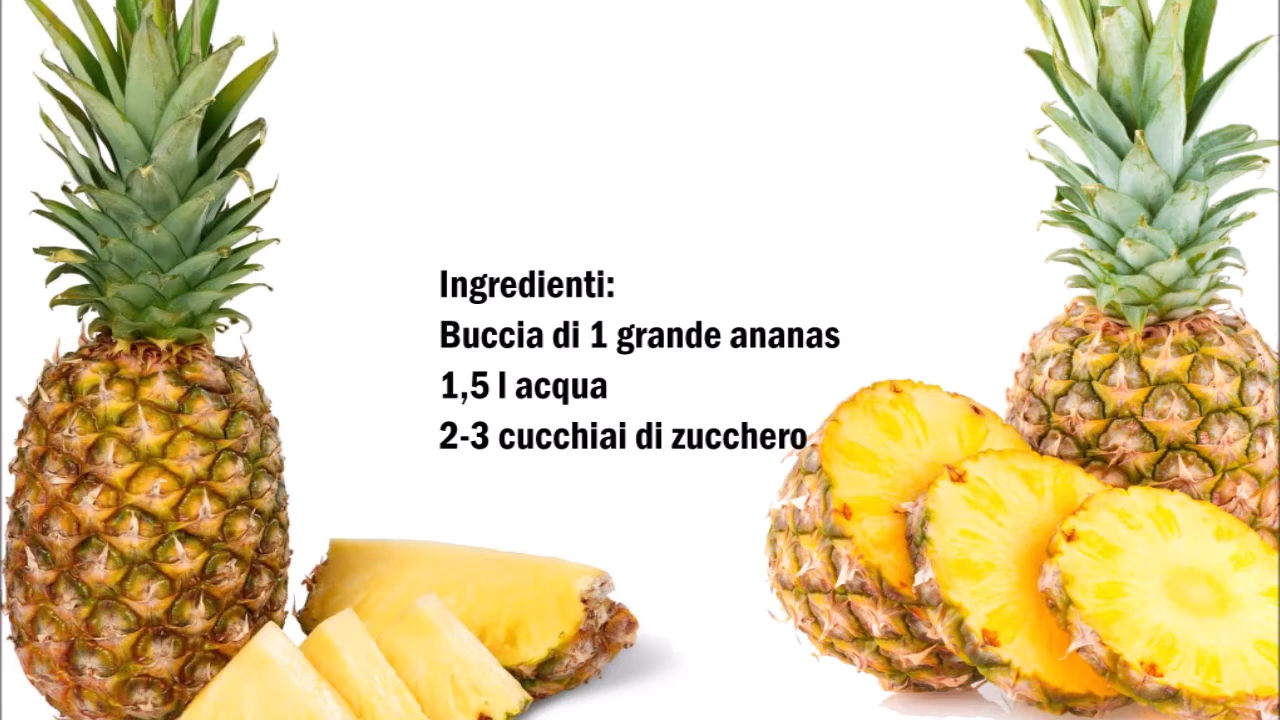 Ingredienti:
Buccia di 1 grande ananas
1,5 l acqua
2-3 cucchiai di zucchero